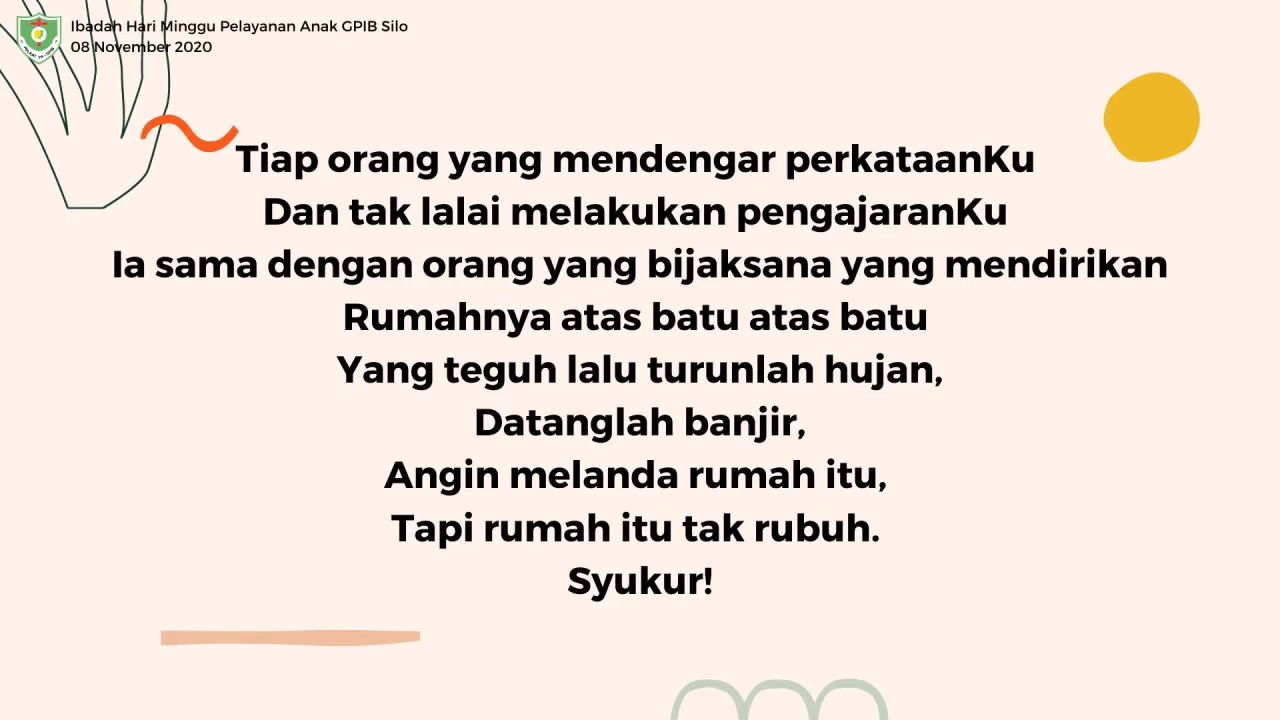 Ibadah Hari Minggu Pelayanan Anak GPIB Silo
08 November 2020
Tiap orang yang mendengar perkataanKu
Dan tak lalai melakukan pengajaranKu
Ia sama dengan orang yang bijaksana yang mendirikan
Rumahnya atas batu atas batu
Yang teguh lalu turunlah hujan,
Datanglah banjir,
Angin melanda rumah itu,
Tapi rumah itu tak rubuh.
Syukur!